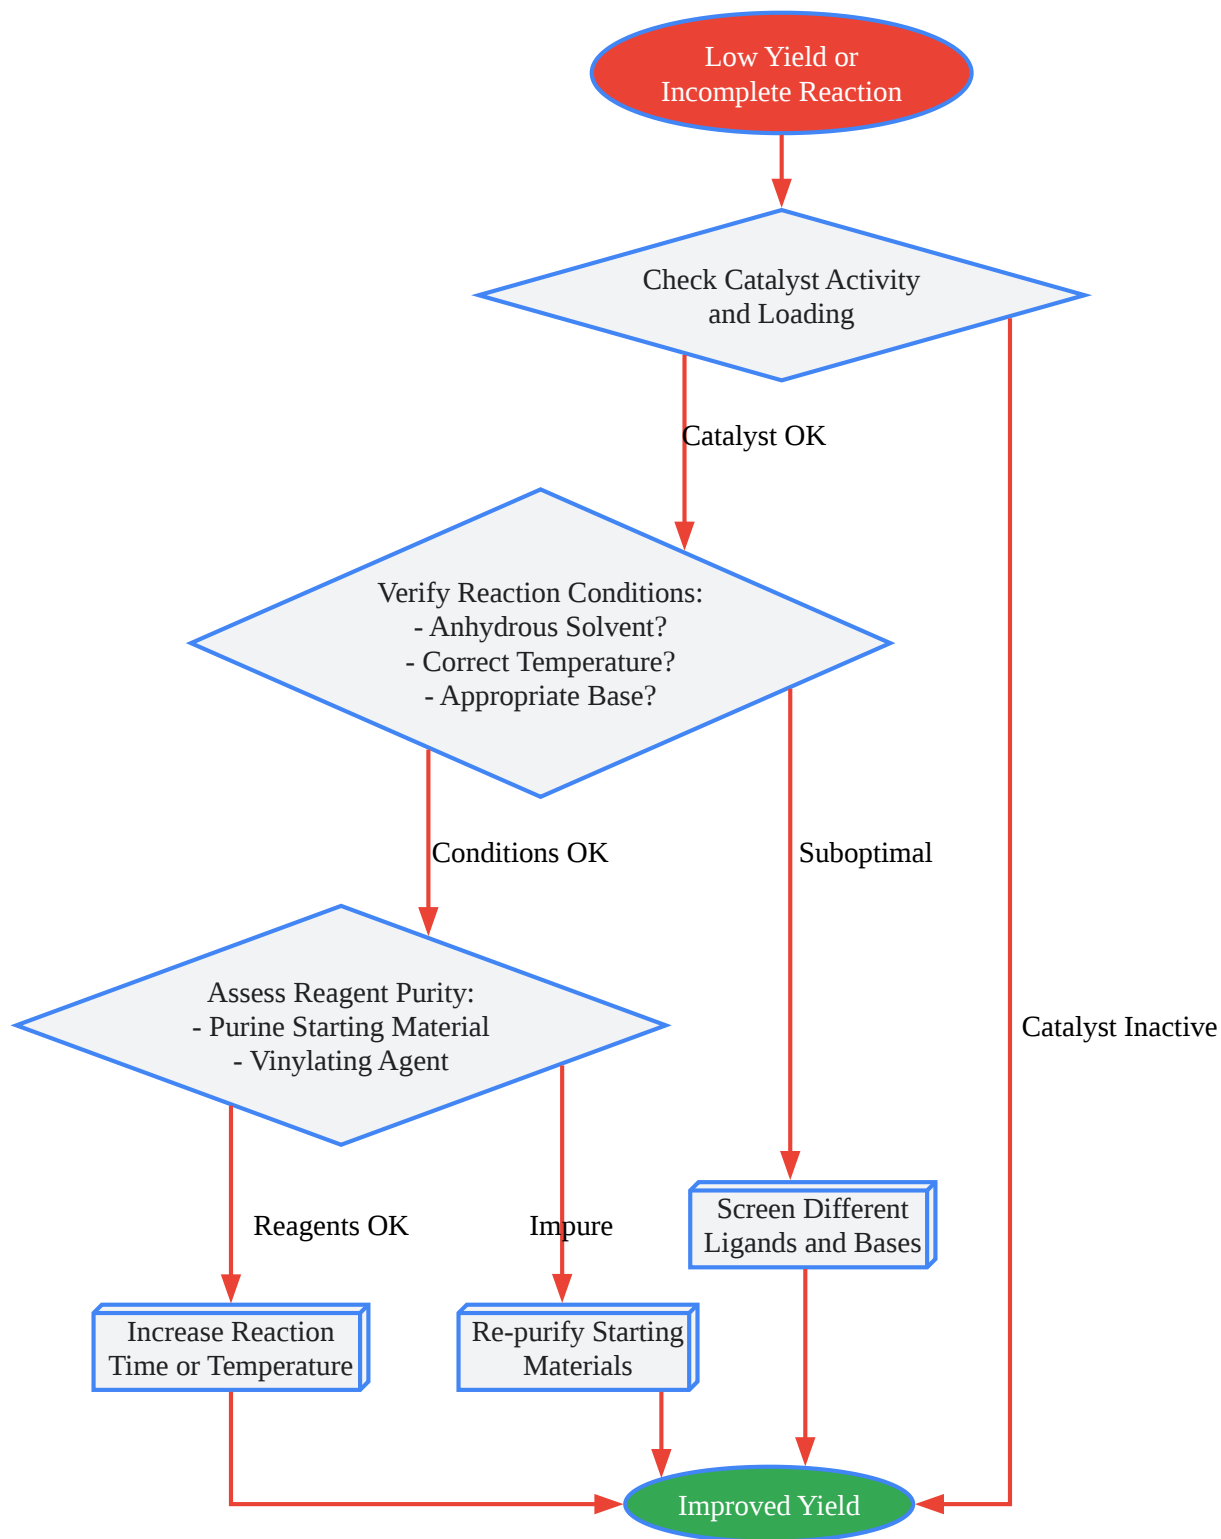 Low Yield or
Incomplete Reaction
Check Catalyst Activity
and Loading
Catalyst OK
Verify Reaction Conditions:
- Anhydrous Solvent?
- Correct Temperature?
- Appropriate Base?
Conditions OK
Suboptimal
Assess Reagent Purity:
- Purine Starting Material
- Vinylating Agent
Catalyst Inactive
Reagents OK
Impure
Screen Different
Ligands and Bases
Increase Reaction
Time or Temperature
Re-purify Starting
Materials
Improved Yield